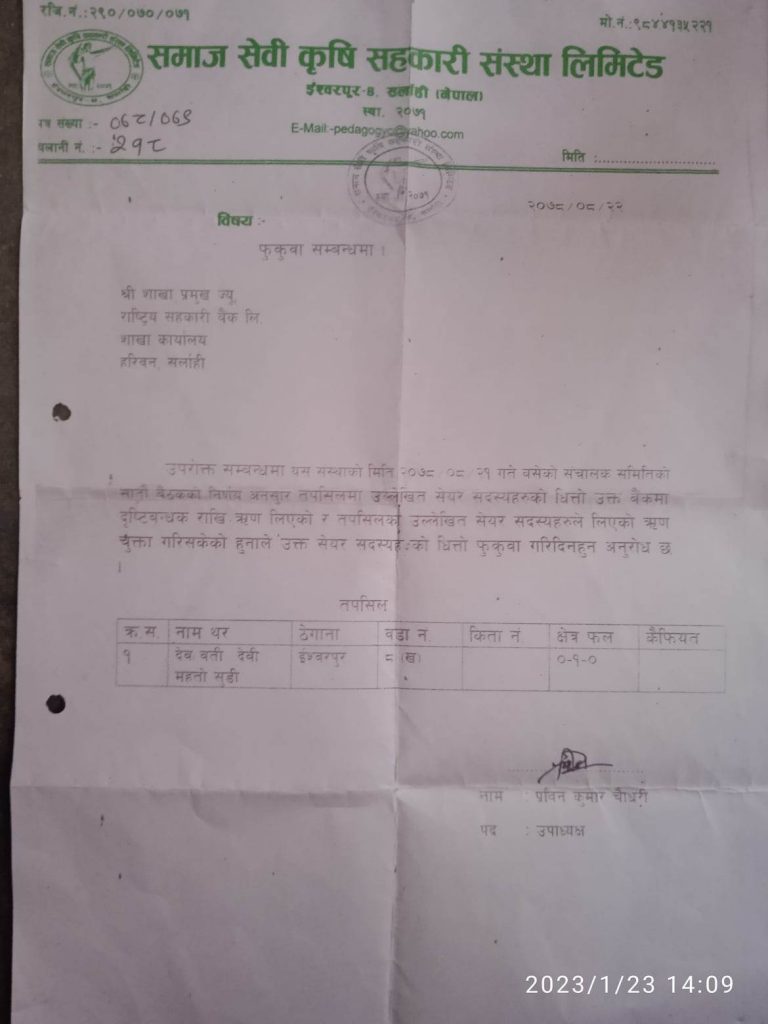 रजि.नं.:२९०/०७०/०७१
मो.नं.:९८४४१३५२२१
समाज सेवी कृषि सहकारी संस्था लिमिटेड
ईश्वरपुर-८, सर्लाही (नेपाल)
स्था. २०७१
पत्र संख्या :- ०६८/०६९
E-Mail:-pedagogyc@yahoo.com
चलानी नं. :- २९८
मिति :............................
२०७८/०८/२२
विषय :-
फुकुवा सम्बन्धमा ।
श्री शाखा प्रमुख ज्यू,
राष्ट्रिय सहकारी बैंक लि.
शाखा कार्यालय
हरिवन, सर्लाही
उपरोक्त सम्बन्धमा यस संस्थाको मिति २०७८/०८/२१ गते बसेको संचालक समितिको
सातौ बैठकको निर्णय अनुसार तपसिलमा उल्लेखित सेयर सदस्यहरुको धित्तो उक्त बैंकमा
दृष्टिबन्धक राखि ऋण लिएको र तपसिलका उल्लेखित सेयर सदस्यहरुले लिएको ऋण
चुक्ता गरिसकेको हुनाले उक्त सेयर सदस्यहरुको धित्तो फुकुवा गरिदिनहुन अनुरोध छ
।
तपसिल
क्र.स. नाम थर ठेगाना वडा नं. किता नं क्षेत्र फल कैफियत
१ देव वती देवी ईश्वरपुर ८ (ख) ०-१-०
महतो सुडी
नाम : प्रविन कुमार चौधरी
पद : उपाध्यक्ष
2023/1/23 14:09